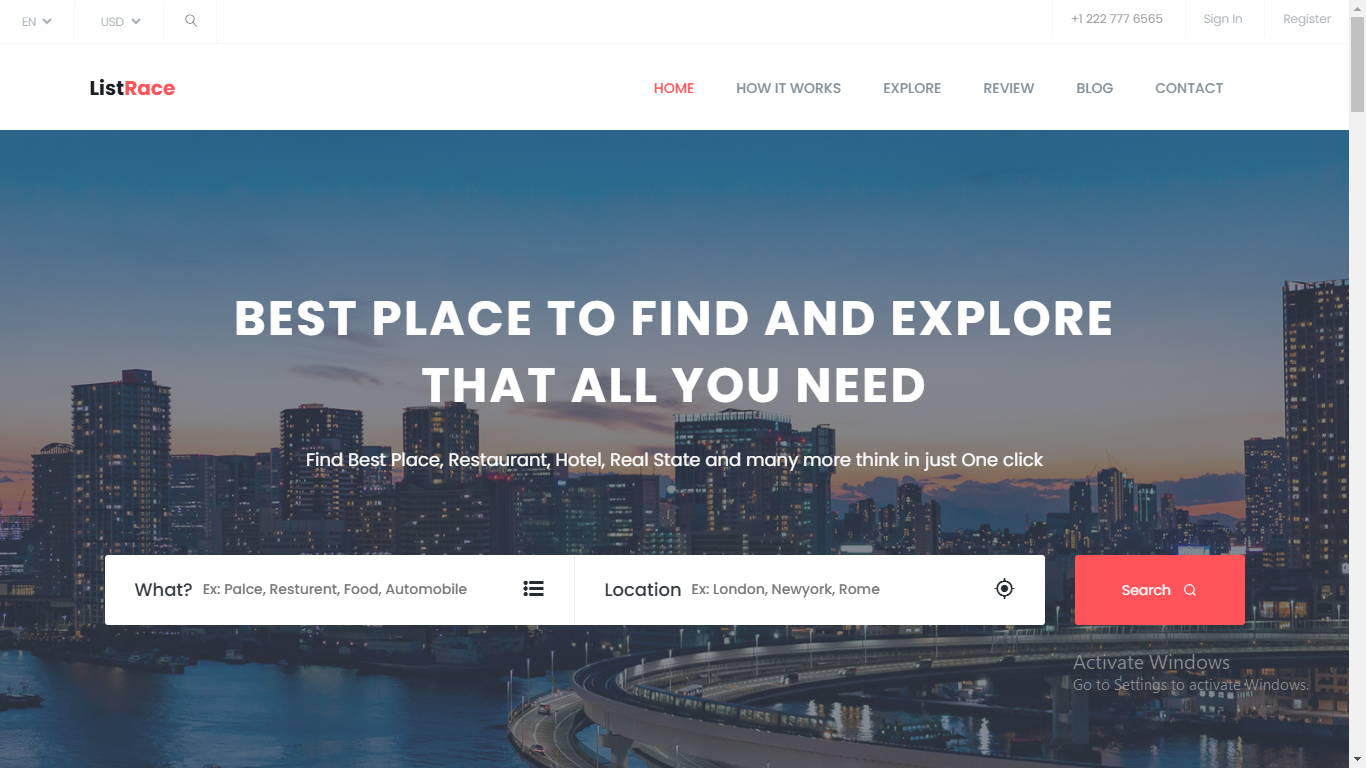 EN
USD
+1 222 777 6565
Sign In
Register
ListRace
HOME
HOW IT WORKS
EXPLORE
REVIEW
BLOG
CONTACT
BEST PLACE TO FIND AND EXPLORE
THAT ALL YOU NEED
Find Best Place, Restaurant, Hotel, Real State and many more think in just One click
What? Ex: Palce, Resturent, Food, Automobile
Location Ex: London, Newyork, Rome
Search
Activate Windows
Go to Settings to activate Windows.